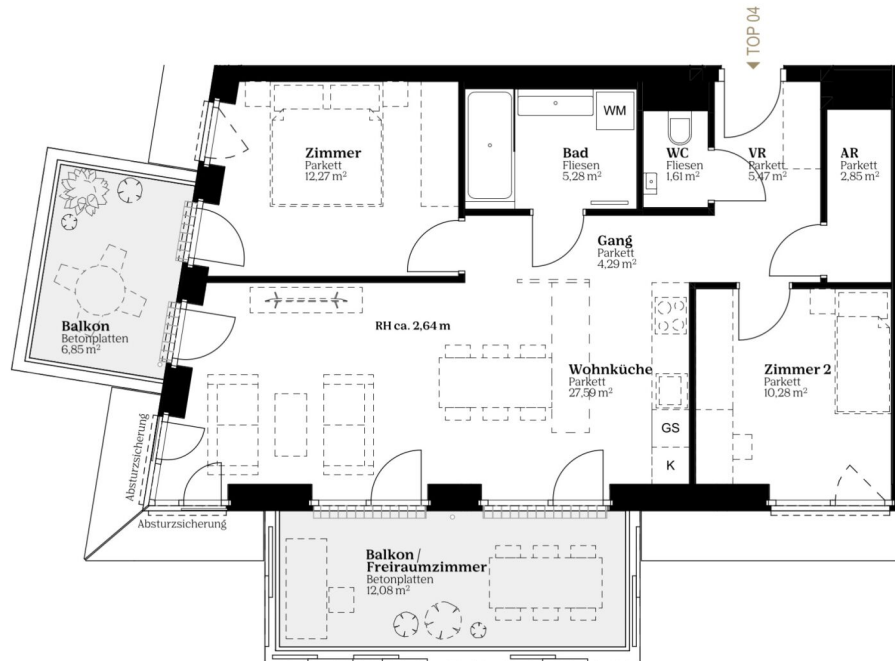 TOP 04
Zimmer
Parkett
12,27 m²
Bad
Fliesen
5,28 m²
WM
WC
Fliesen
1,61 m²
VR
Parkett
5,47 m²
AR
Parkett
2,85 m²
Gang
Parkett
4,29 m²
Balkon
Betonplatten
6,85 m²
RH ca. 2,64 m
Wohnküche
Parkett
27,59 m²
Zimmer 2
Parkett
10,28 m²
GS
K
Absturzsicherung
Absturzsicherung
Balkon /
Freiraumzimmer
Betonplatten
12,08 m²